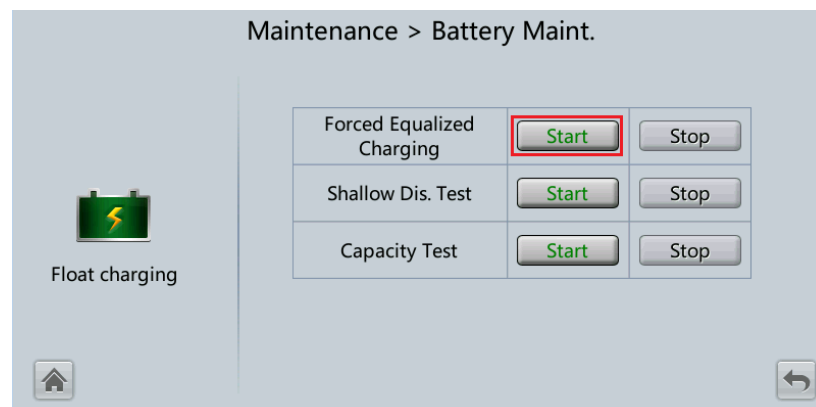 Maintenance > Battery Maint.
Forced Equalized
Charging
Start
Stop
Shallow Dis. Test
Start
Stop
Capacity Test
Start
Stop
Float charging